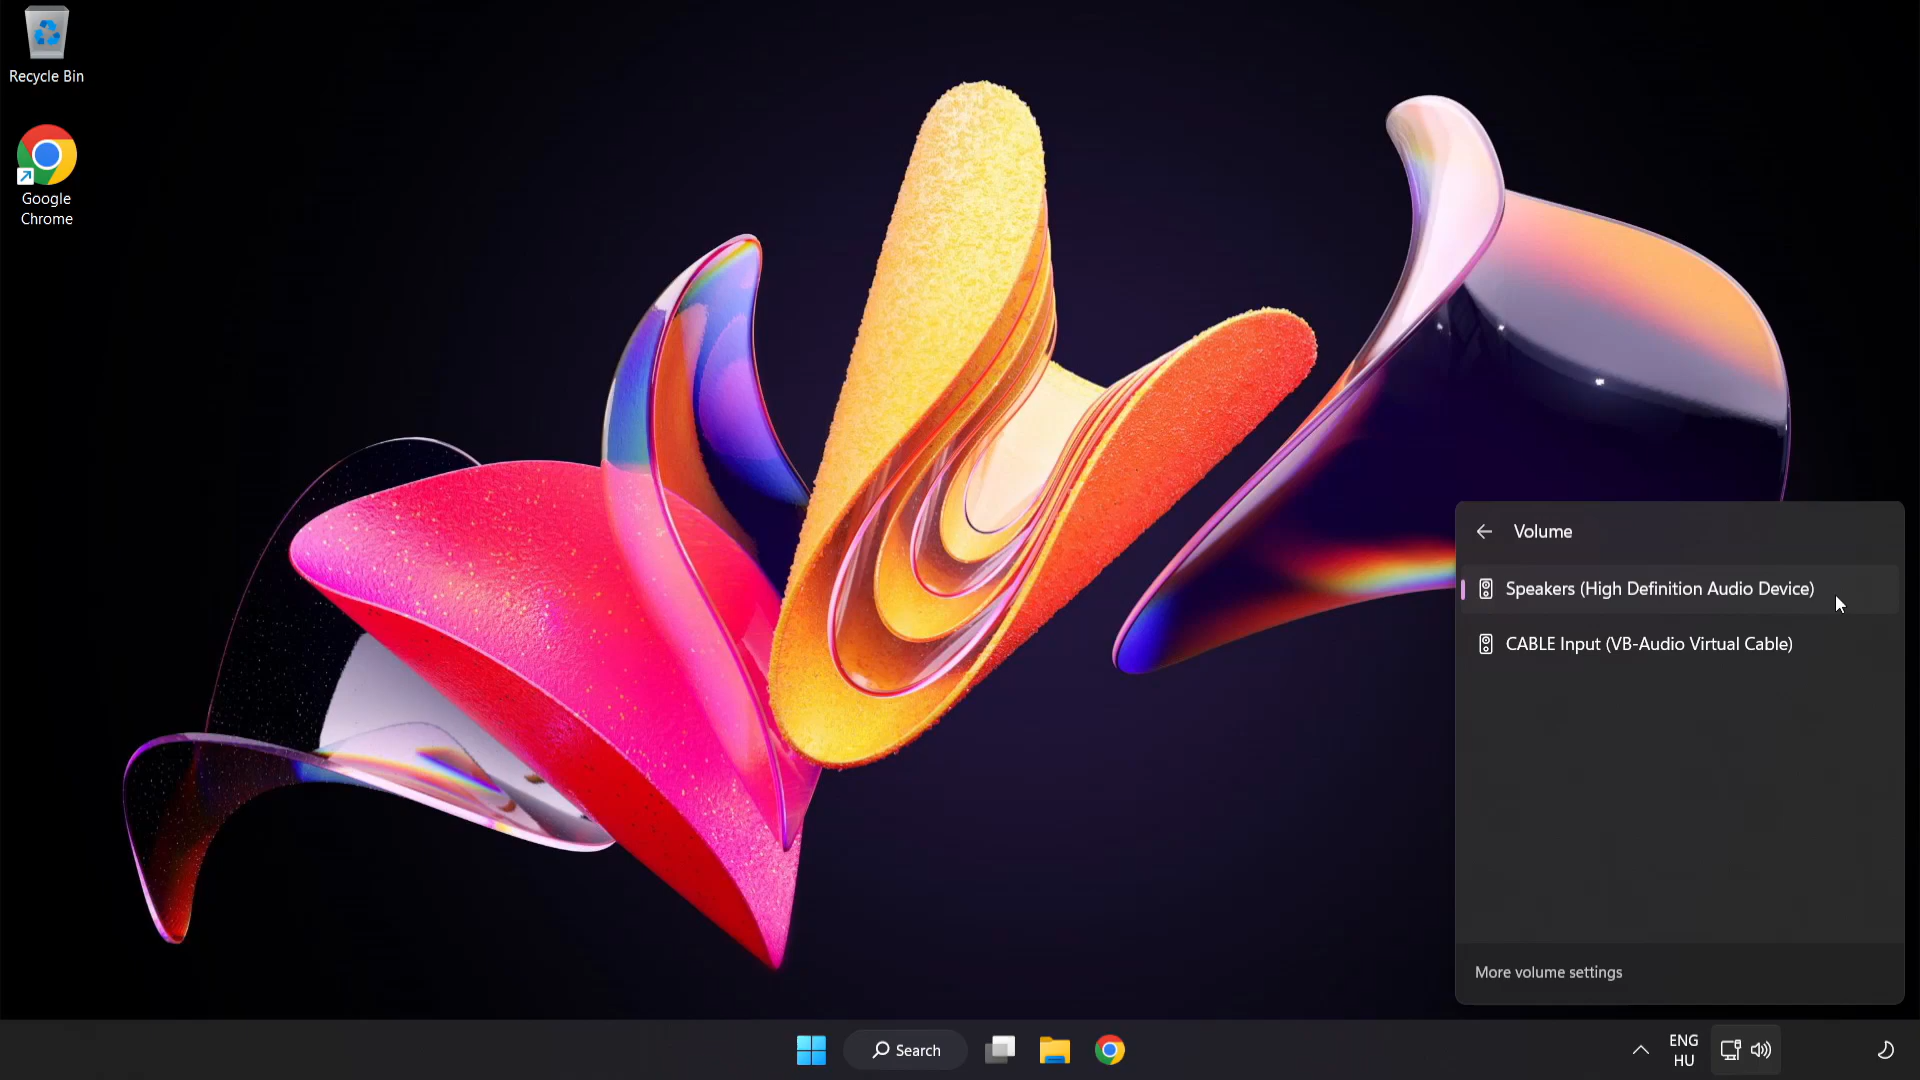 Recycle Bin
Google
Chrome
Volume
Speakers (High Definition Audio Device)
CABLE Input (VB-Audio Virtual Cable)
More volume settings
Search
ENG
HU